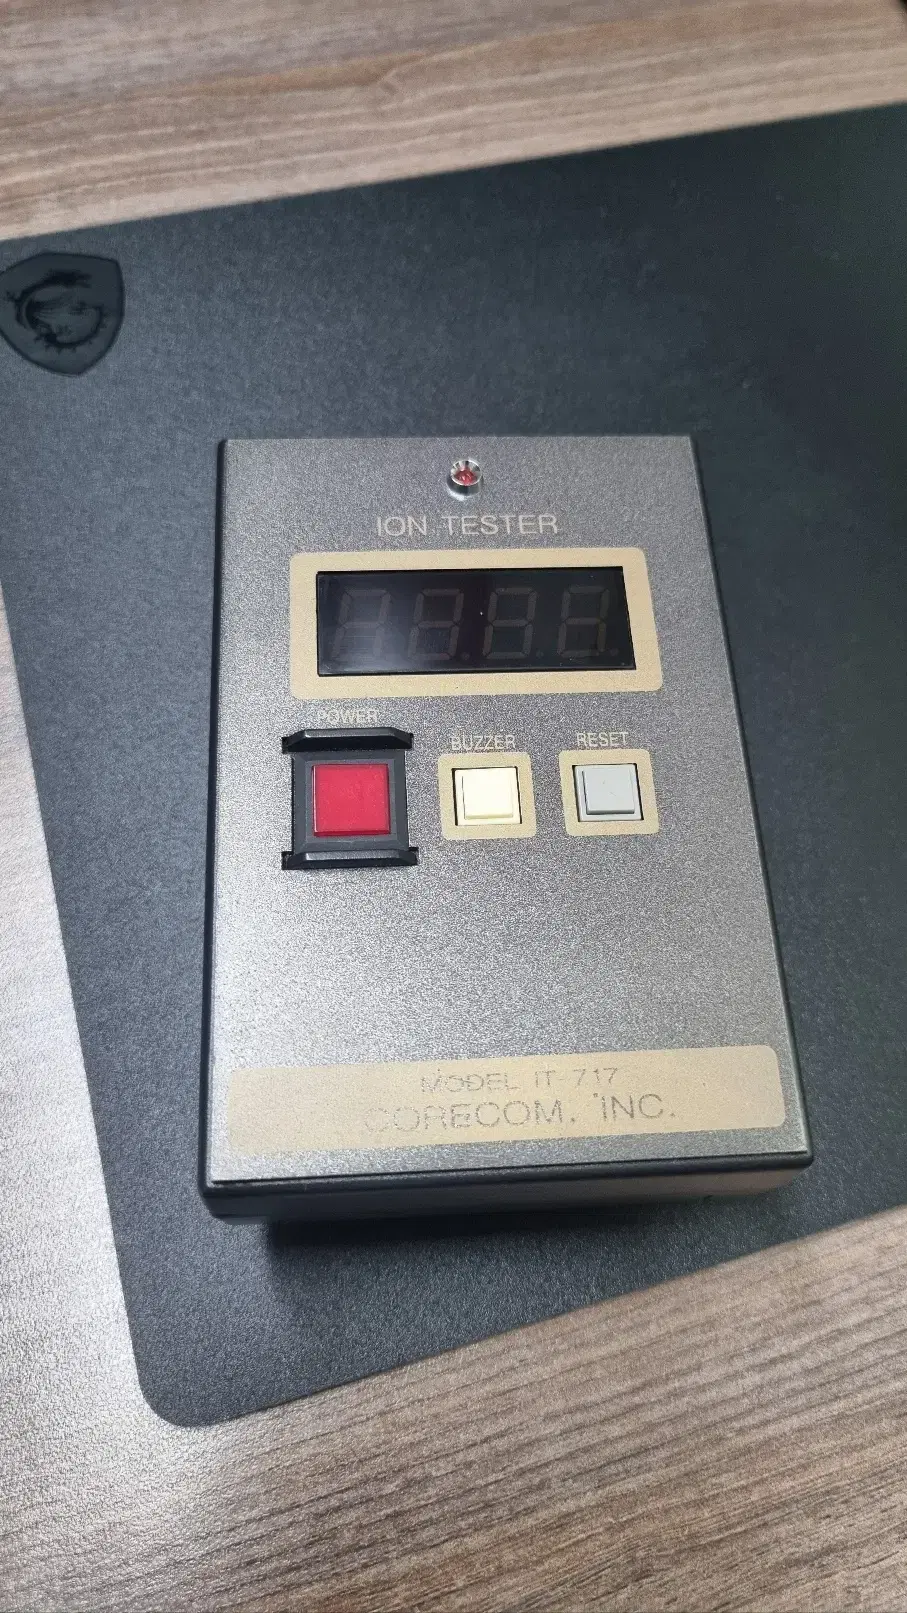 ION TESTER
POWER
BUZZER
RESET
MODEL IT-717
CORECOM. INC.